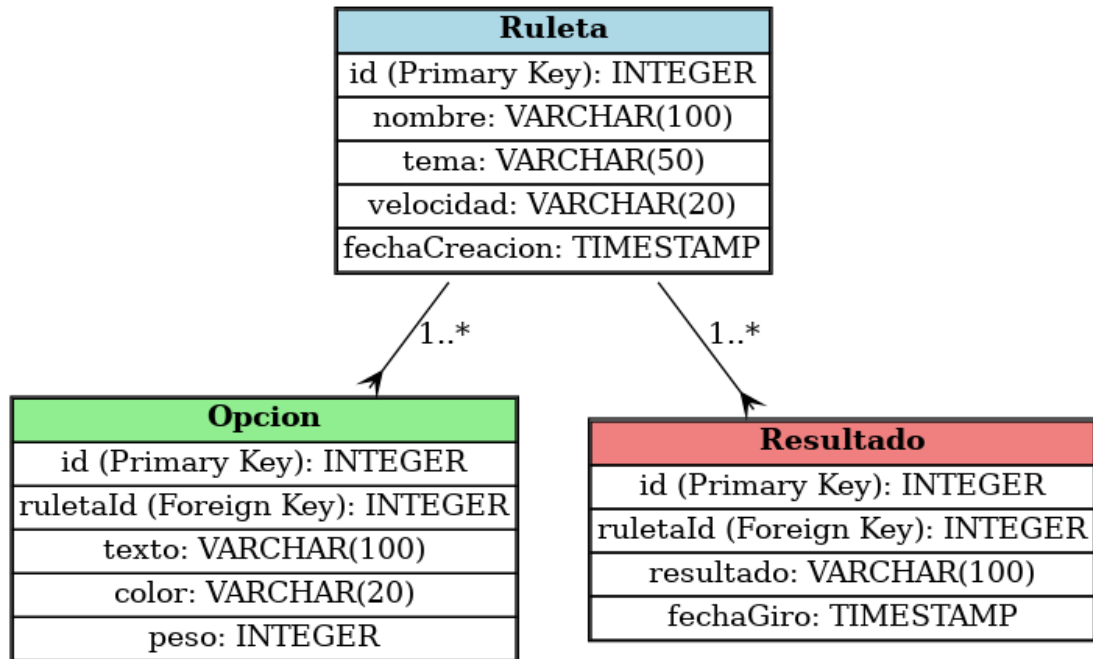 Ruleta
id (Primary Key): INTEGER
nombre: VARCHAR(100)
tema: VARCHAR(50)
velocidad: VARCHAR(20)
fechaCreacion: TIMESTAMP
1..*
1..*
Opcion
id (Primary Key): INTEGER
ruletaId (Foreign Key): INTEGER
texto: VARCHAR(100)
color: VARCHAR(20)
peso: INTEGER
Resultado
id (Primary Key): INTEGER
ruletaId (Foreign Key): INTEGER
resultado: VARCHAR(100)
fechaGiro: TIMESTAMP